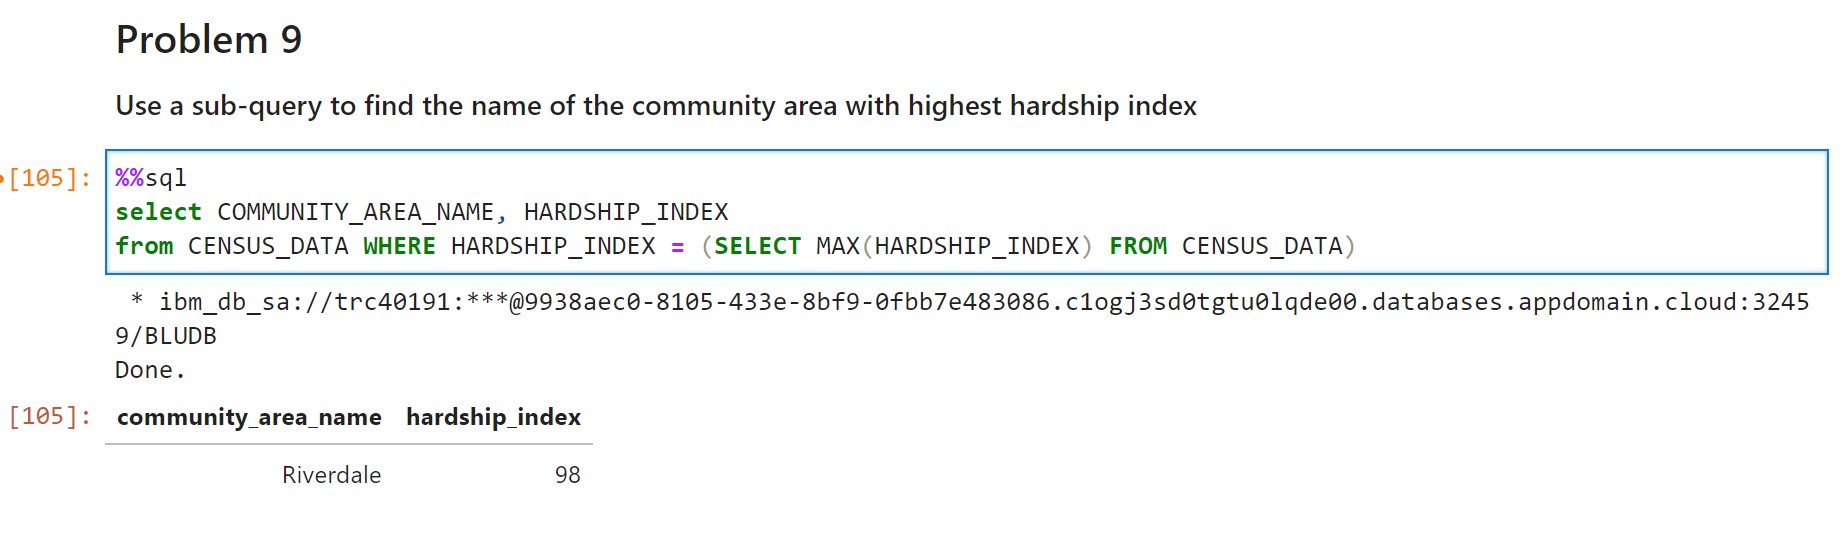 Problem 9
Use a sub-query to find the name of the community area with highest hardship index
[105]: %%sql
select COMMUNITY_AREA_NAME, HARDSHIP_INDEX
from CENSUS_DATA WHERE HARDSHIP_INDEX = (SELECT MAX(HARDSHIP_INDEX) FROM CENSUS_DATA)
* ibm_db_sa://trc40191:***@9938aec0-8105-433e-8bf9-0fbb7e483086.c1ogj3sd0tgtu0lqde00.databases.appdomain.cloud:3245
9/BLUDB
Done.
[105]: community_area_name hardship_index
Riverdale 98